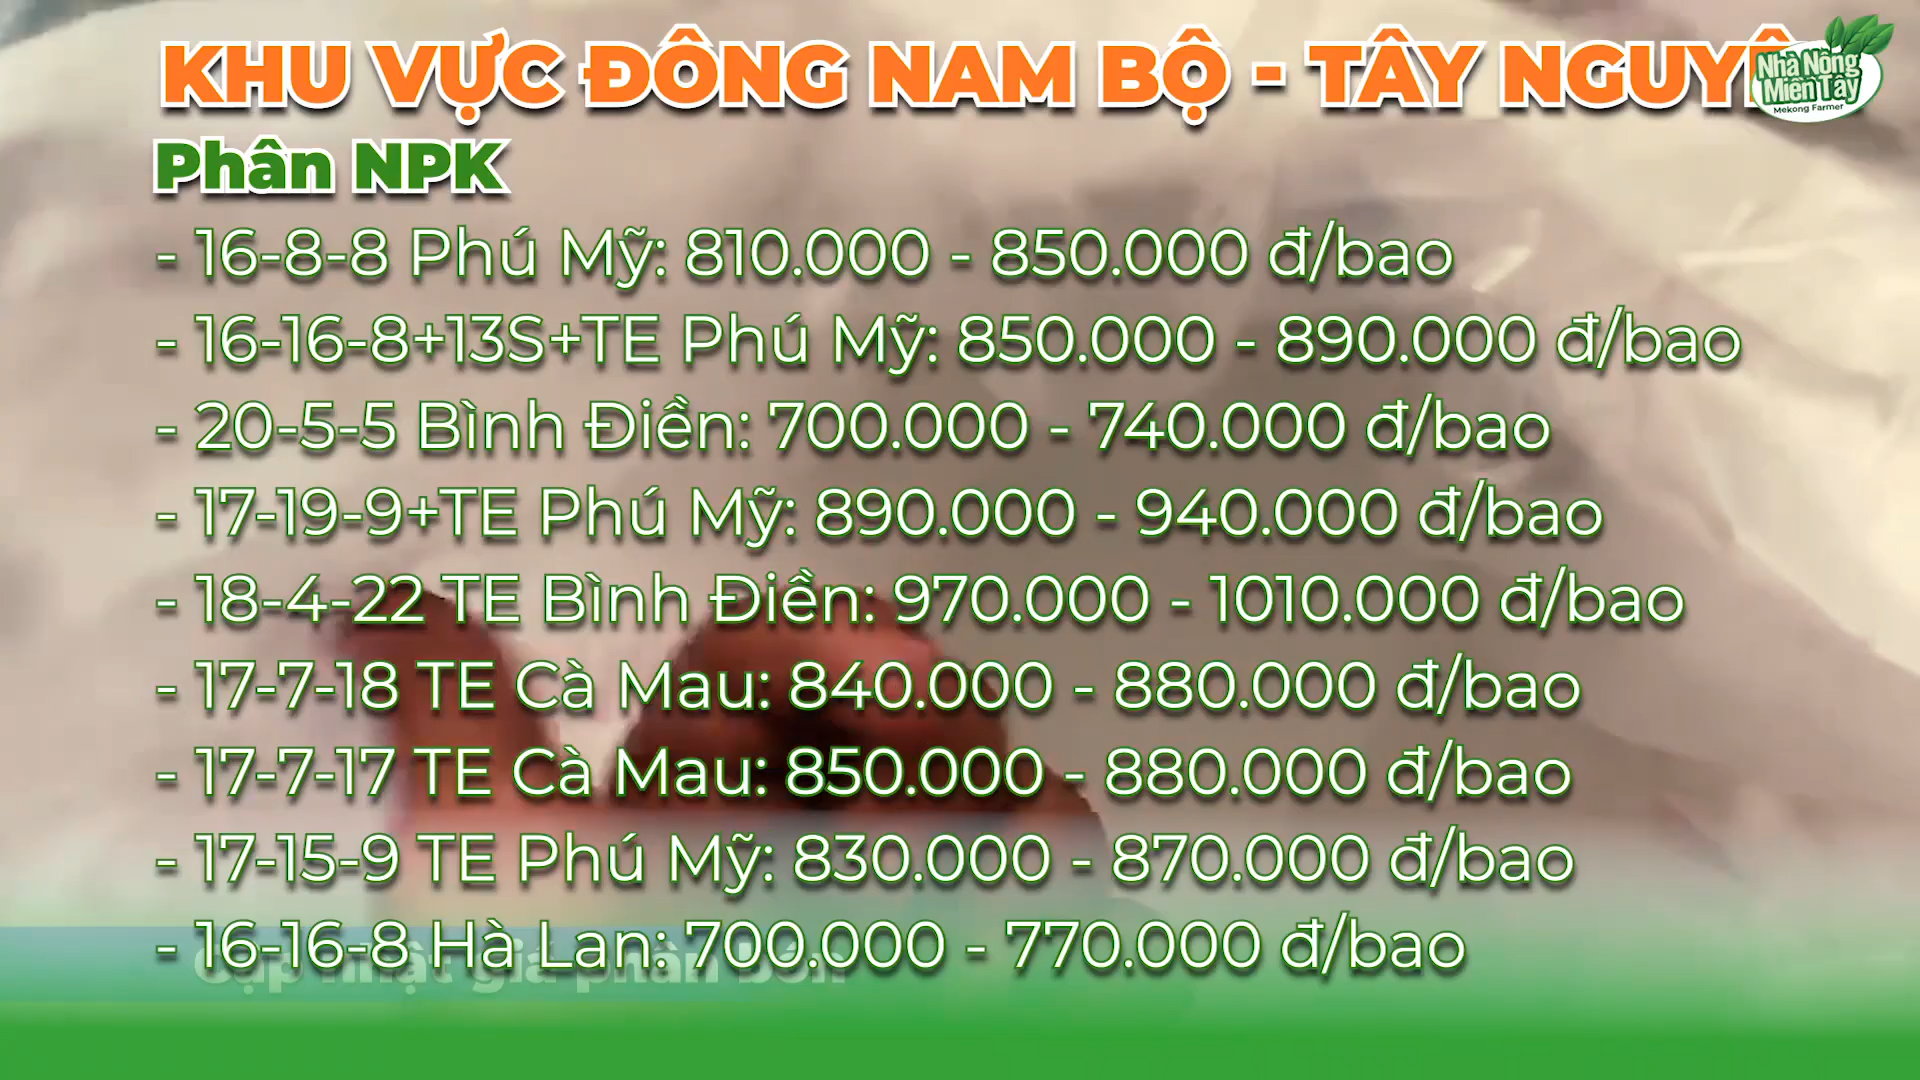 KHU VỰC ĐÔNG NAM BỘ - TÂY NGUYÊ
Nhà Nông
Miền Tây
Mekong Farmer
Phân NPK
- 16-8-8 Phú Mỹ: 810.000 - 850.000 đ/bao
- 16-16-8+13S+TE Phú Mỹ: 850.000 - 890.000 đ/bao
- 20-5-5 Bình Điền: 700.000 - 740.000 đ/bao
- 17-19-9+TE Phú Mỹ: 890.000 - 940.000 đ/bao
- 18-4-22 TE Bình Điền: 970.000 - 1010.000 đ/bao
- 17-7-18 TE Cà Mau: 840.000 - 880.000 đ/bao
- 17-7-17 TE Cà Mau: 850.000 - 880.000 đ/bao
- 17-15-9 TE Phú Mỹ: 830.000 - 870.000 đ/bao
- 16-16-8 Hà Lan: 700.000 - 770.000 đ/bao
Cập nhật giá phân bón